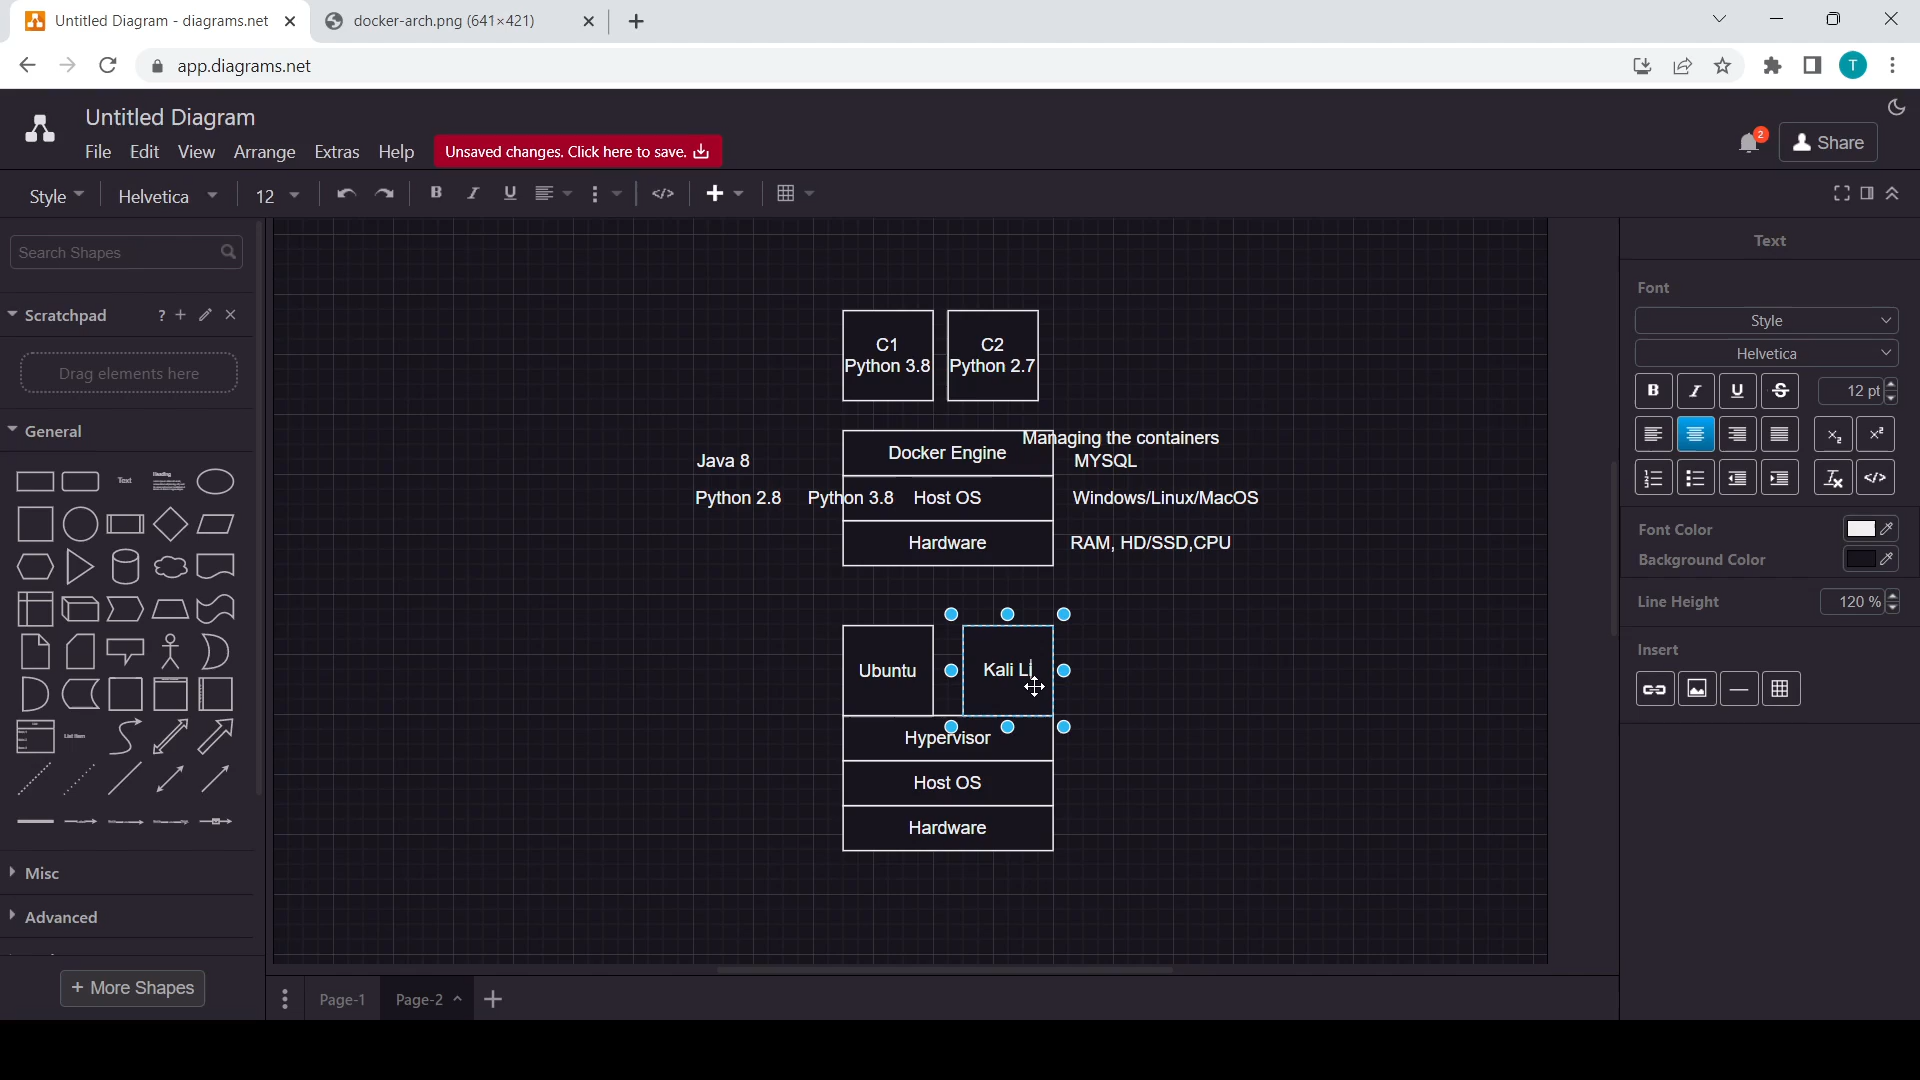 Untitled Diagram - diagrams.net
docker-arch.png (641×421)
app.diagrams.net
T
Untitled Diagram
File Edit View Arrange Extras Help
Unsaved changes. Click here to save.
2
Share
Style Helvetica 12 B I U </>
Search Shapes
Scratchpad ?
Drag elements here
General
Text
Heading
List Item
Misc
Advanced
+ More Shapes
C1
Python 3.8
C2
Python 2.7
Managing the containers
Docker Engine
Java 8
MYSQL
Python 2.8
Python 3.8
Host OS
Windows/Linux/MacOS
Hardware
RAM, HD/SSD,CPU
Ubuntu
Kali Li
Hypervisor
Host OS
Hardware
Page-1
Page-2
Text
Font
Style
Helvetica
B I U S 12 pt
</>
Font Color
Background Color
Line Height 120 %
Insert